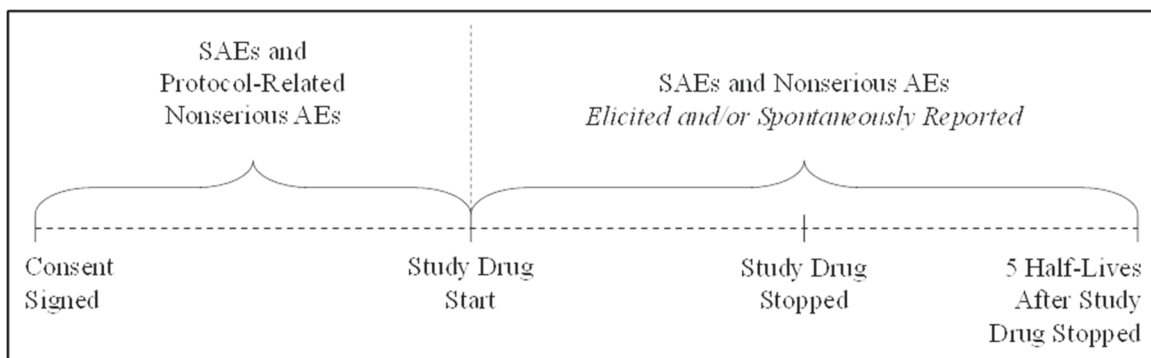 SAEs and
Protocol-Related
Nonserious AEs
SAEs and Nonserious AEs
Elicited and/or Spontaneously Reported
Consent
Signed
Study Drug
Start
Study Drug
Stopped
5 Half-Lives
After Study
Drug Stopped